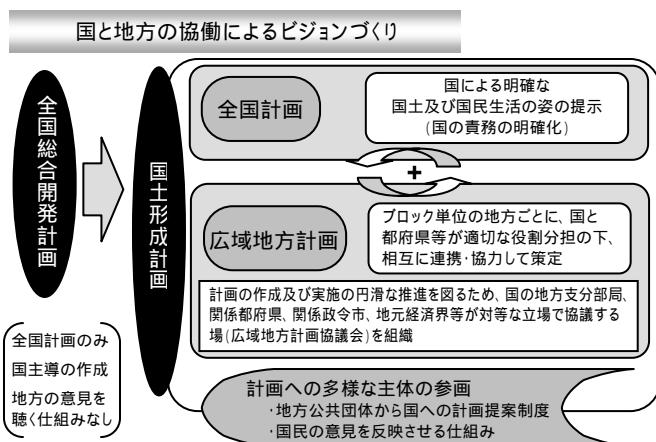 国と地方の協働によるビジョンづくり
全国総合開発計画
全国計画のみ
国主導の作成
地方の意見を
聴く仕組みなし
国土形成計画
全国計画
国による明確な
国土及び国民生活の姿の提示
(国の責務の明確化)
+
広域地方計画
ブロック単位の地方ごとに、国と
都府県等が適切な役割分担の下、
相互に連携・協力して策定
計画の作成及び実施の円滑な推進を図るため、国の地方支分部局、
関係都府県、関係政令市、地元経済界等が対等な立場で協議する
場(広域地方計画協議会)を組織
計画への多様な主体の参画
・地方公共団体から国への計画提案制度
・国民の意見を反映させる仕組み